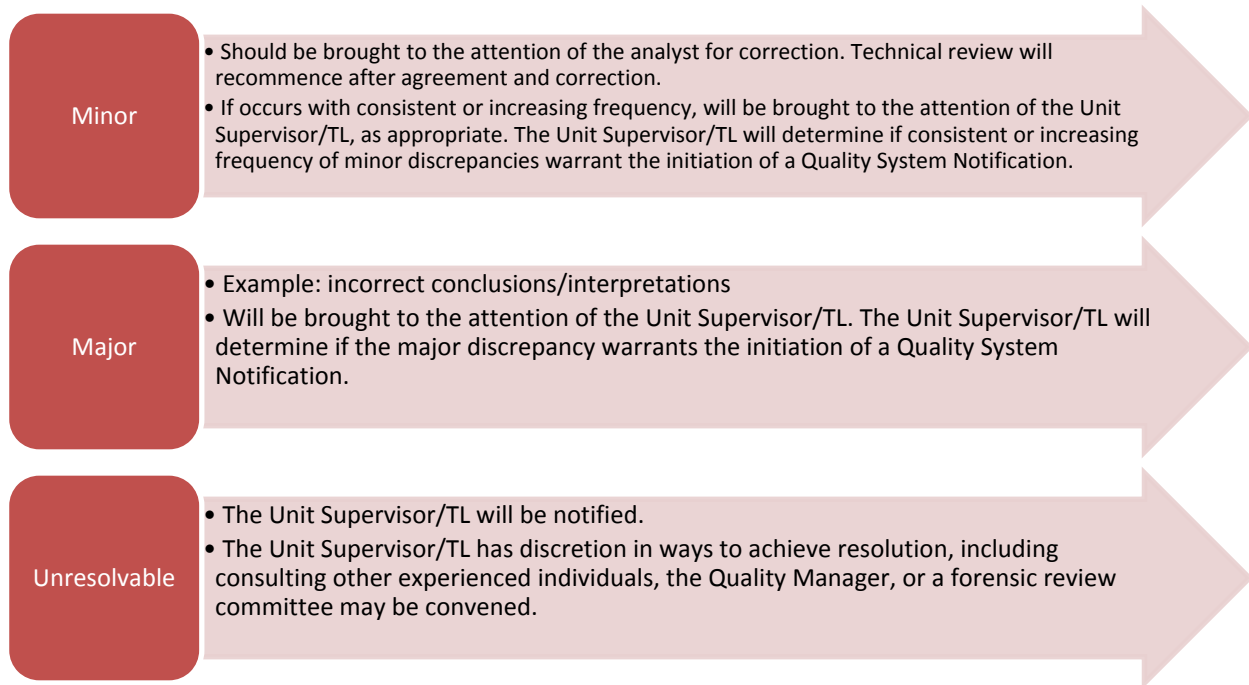 Minor
• Should be brought to the attention of the analyst for correction. Technical review will
recommence after agreement and correction.
• If occurs with consistent or increasing frequency, will be brought to the attention of the Unit
Supervisor/TL, as appropriate. The Unit Supervisor/TL will determine if consistent or increasing
frequency of minor discrepancies warrant the initiation of a Quality System Notification.
Major
• Example: incorrect conclusions/interpretations
• Will be brought to the attention of the Unit Supervisor/TL. The Unit Supervisor/TL will
determine if the major discrepancy warrants the initiation of a Quality System
Notification.
Unresolvable
• The Unit Supervisor/TL will be notified.
• The Unit Supervisor/TL has discretion in ways to achieve resolution, including
consulting other experienced individuals, the Quality Manager, or a forensic review
committee may be convened.